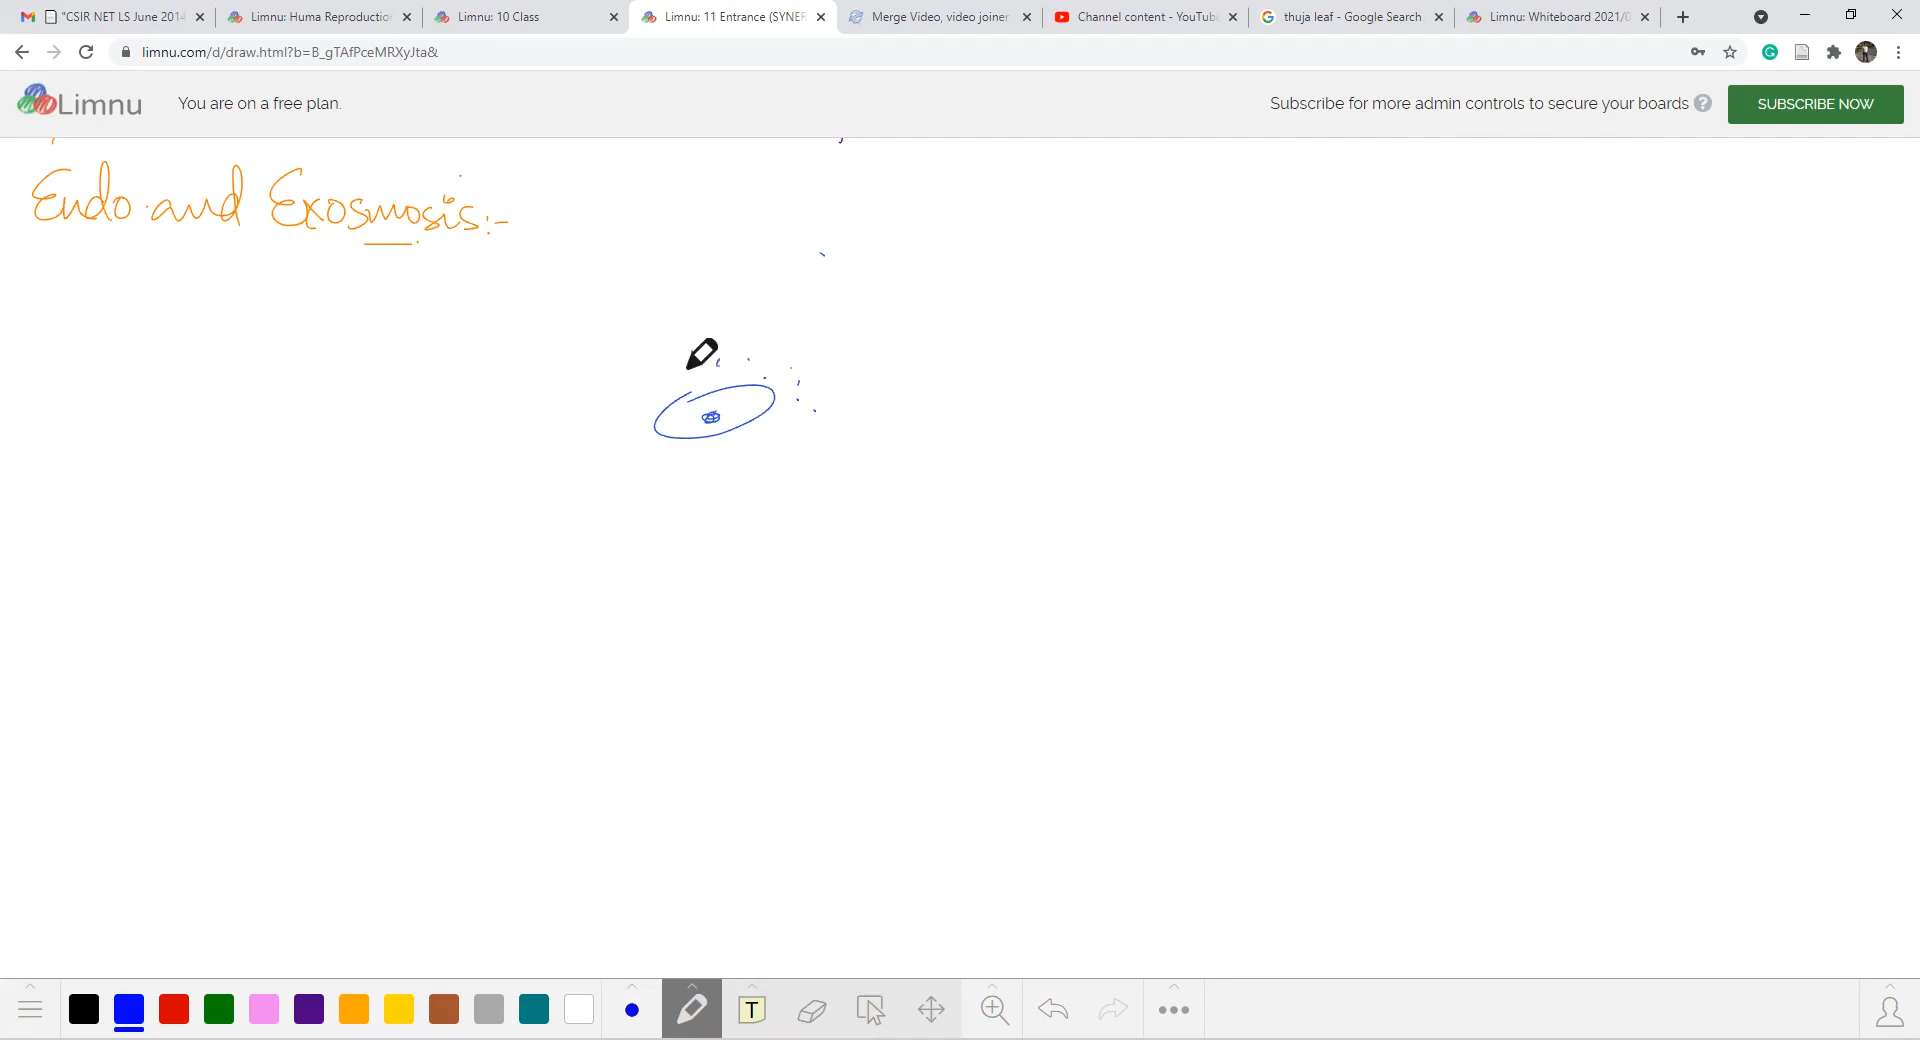 "CSIR NET LS June 2014
Limnu: Huma Reproductio
Limnu: 10 Class
Limnu: 11 Entrance (SYNER
Merge Video, video joiner
Channel content - YouTube
thuja leaf - Google Search
Limnu: Whiteboard 2021/0
limnu.com/d/draw.html?b=B_gTAfPceMRXyJta&
Limnu
You are on a free plan.
Subscribe for more admin controls to secure your boards ?
SUBSCRIBE NOW
Endo and Exosmosis:-
T